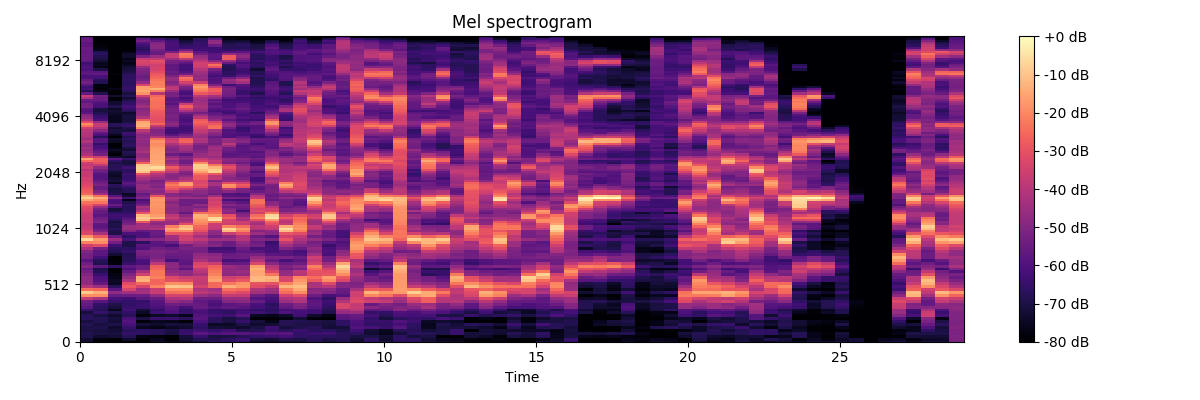 Mel spectrogram
Hz
8192
4096
2048
1024
512
0
0 5 10 15 20 25
Time
+0 dB
-10 dB
-20 dB
-30 dB
-40 dB
-50 dB
-60 dB
-70 dB
-80 dB